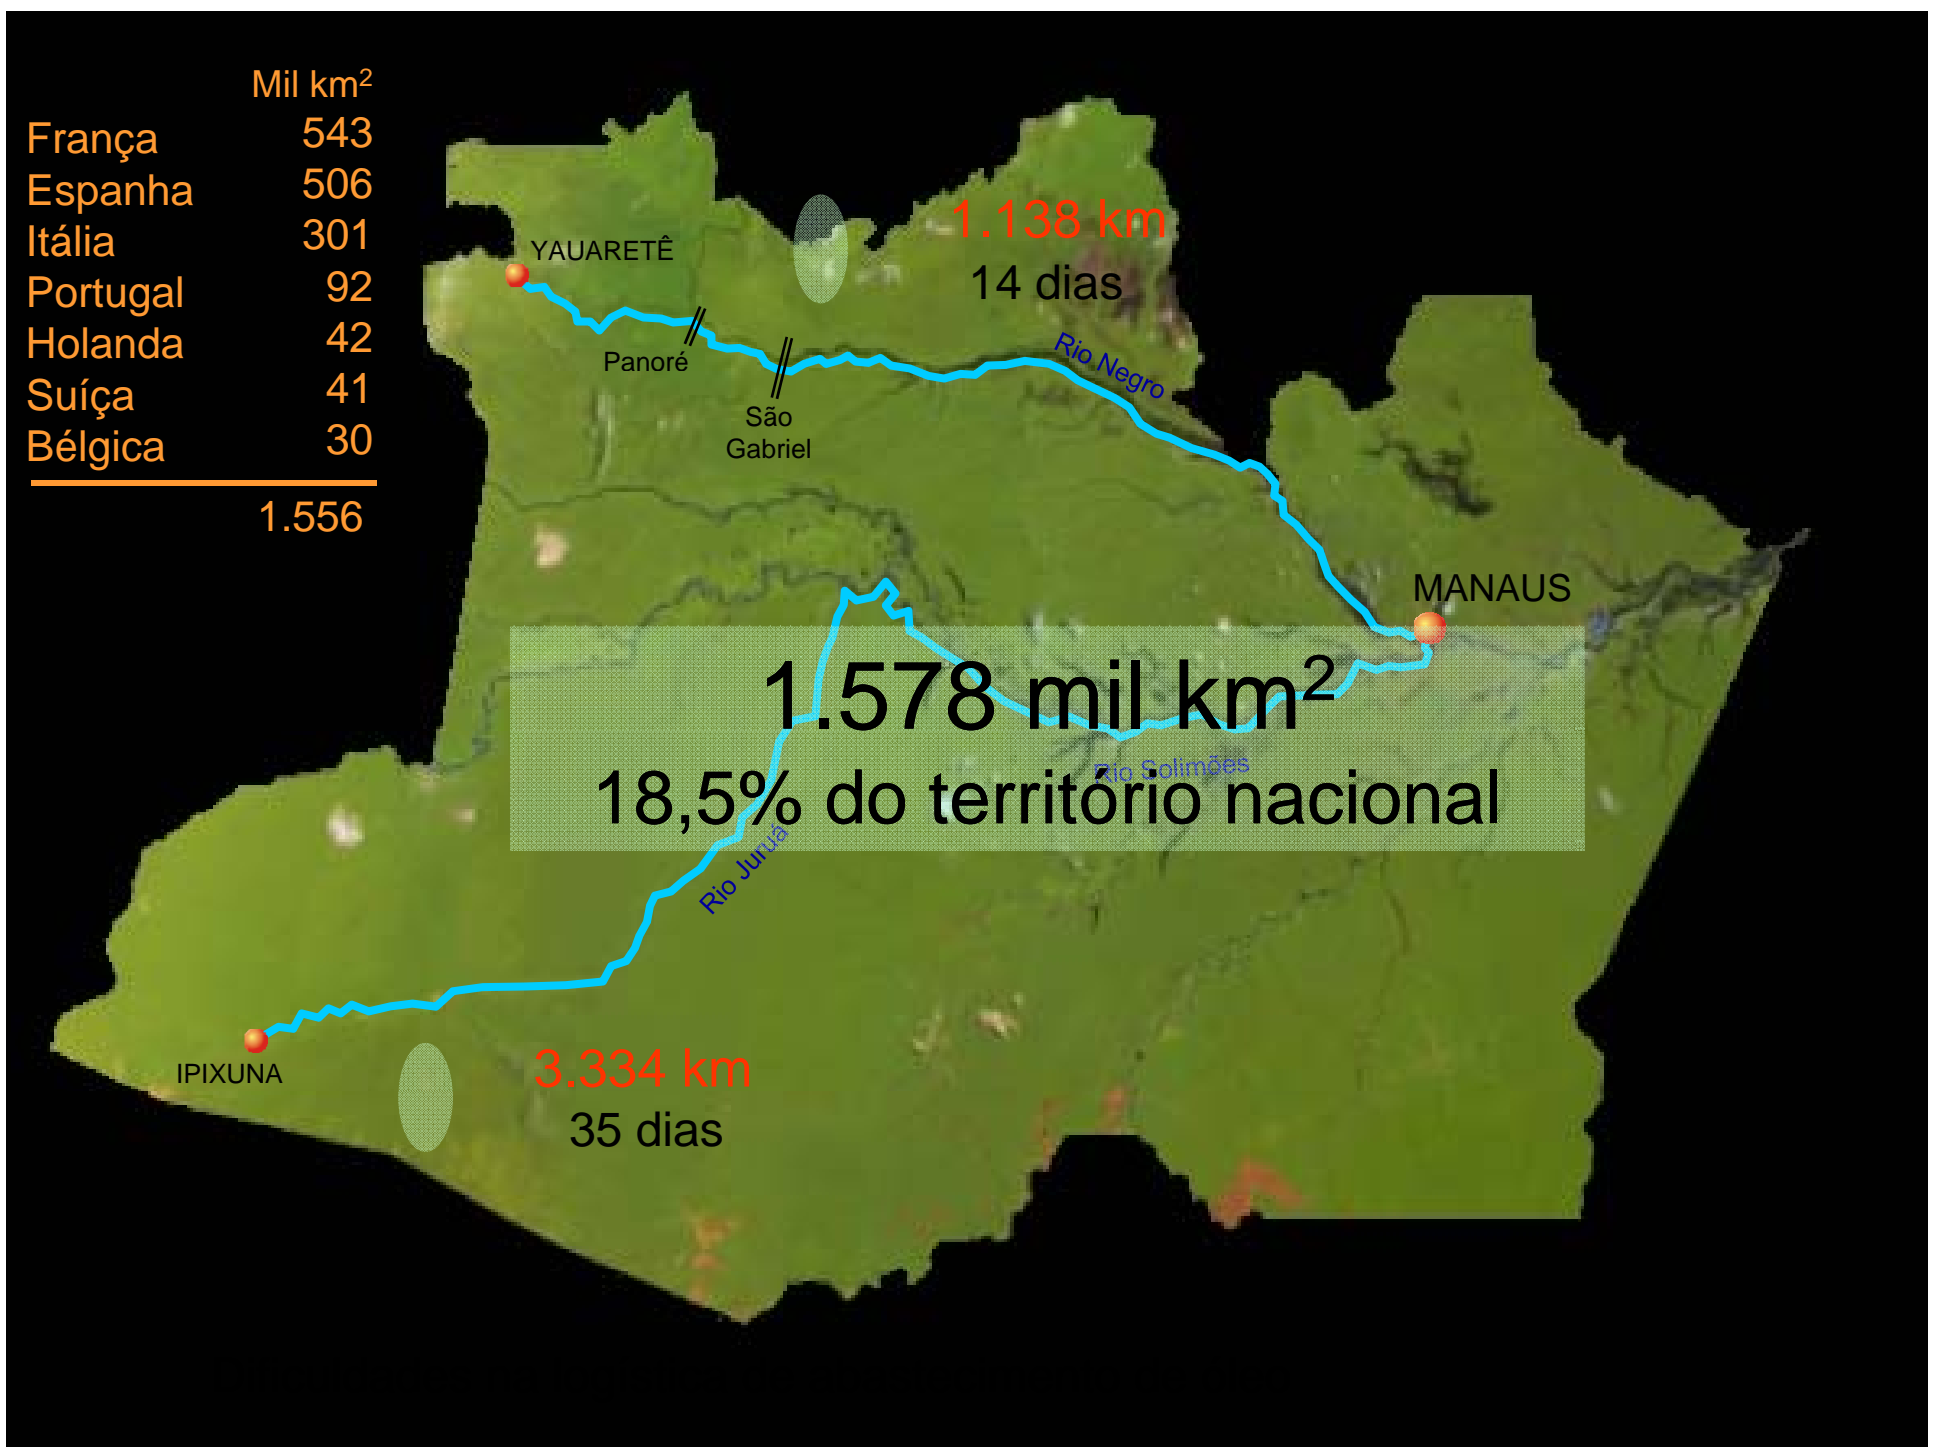 Mil km²
França 543
Espanha 506
Itália 301
Portugal 92
Holanda 42
Suíça 41
Bélgica 30
1.556
1.138 km
14 dias
YAUARETÊ
Panoré
São
Gabriel
Rio Negro
MANAUS
1.578 mil km²
18,5% do território nacional
Rio Solimões
Rio Juruá
IPIXUNA
3.334 km
35 dias